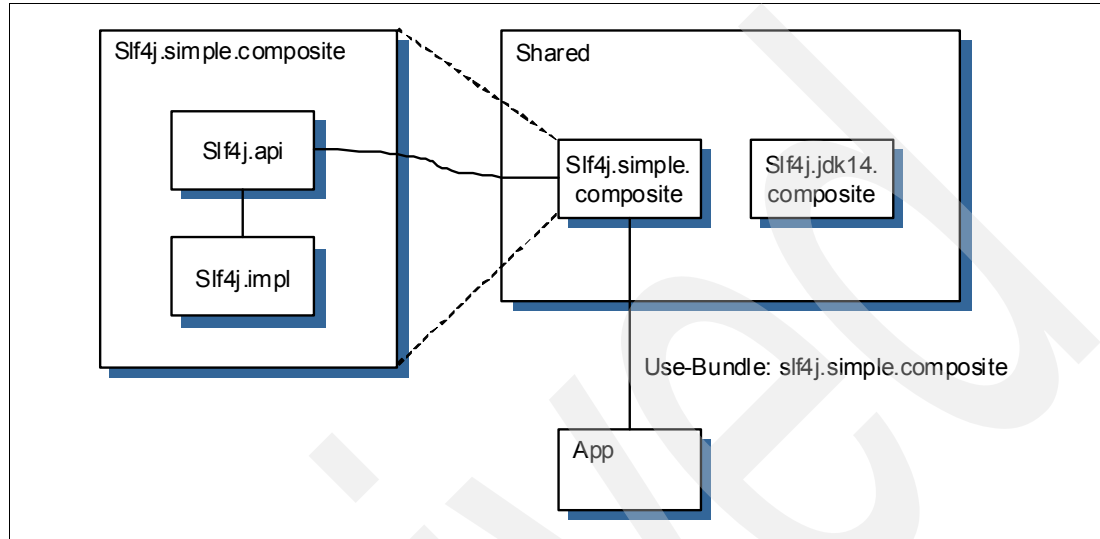 Slf4j.simple.composite
Slf4j.api
Slf4j.impl
Shared
Slf4j.simple.
composite
Slf4j.jdk14.
composite
Use-Bundle: slf4j.simple.composite
App